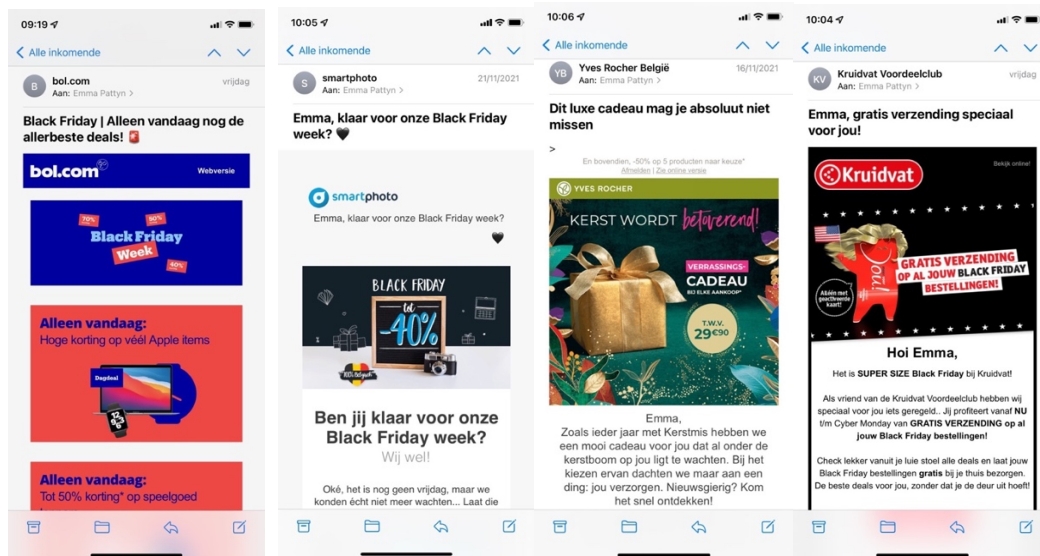 09:19
Alle inkomende
B
bol.com
vrijdag
Aan: Emma Pattyn >
Black Friday | Alleen vandaag nog de
allerbeste deals! 🚨
bol.com
Webversie
70%
50%
Black Friday
Week
40%
Alleen vandaag:
Hoge korting op véél Apple items
Dagdeal
Alleen vandaag:
Tot 50% korting* op speelgoed
10:05
Alle inkomende
S
smartphoto
21/11/2021
Aan: Emma Pattyn >
Emma, klaar voor onze Black Friday
week? 🖤
smartphoto
Emma, klaar voor onze Black Friday week?
🖤
BLACK FRIDAY
tot
-40%
100% Belgisch
Ben jij klaar voor onze
Black Friday week?
Wij wel!
Oké, het is nog geen vrijdag, maar we
konden écht niet meer wachten... Laat die
10:06
Alle inkomende
YB
Yves Rocher België
16/11/2021
Aan: Emma Pattyn >
Dit luxe cadeau mag je absoluut niet
missen
>
En bovendien, -50% op 5 producten naar keuze*
Afmelden | Zie online versie
YVES ROCHER
KERST WORDT betoverend!
VERRASSINGS-
CADEAU
BIJ ELKE AANKOOP*
T.W.V.
29€90
Emma,
Zoals ieder jaar met Kerstmis hebben we
een mooi cadeau voor jou dat al onder de
kerstboom op jou ligt te wachten. Bij het
kiezen ervan dachten we maar aan een
ding: jou verzorgen. Nieuwsgierig? Kom
het snel ontdekken!
10:04
Alle inkomende
KV
Kruidvat Voordeelclub
vrijdag
Aan: Emma Pattyn >
Emma, gratis verzending speciaal
voor jou!
Bekijk online!
Kruidvat
you!
GRATIS VERZENDING
OP AL JOUW BLACK FRIDAY
BESTELLINGEN!
Alléén met
geactiveerde
kaart!
Hoi Emma,
Het is SUPER SIZE Black Friday bij Kruidvat!
Als vriend van de Kruidvat Voordeelclub hebben wij
speciaal voor jou iets geregeld.. Jij profiteert vanaf NU
t/m Cyber Monday van GRATIS VERZENDING op al
jouw Black Friday bestellingen!
Check lekker vanuit je luie stoel alle deals en laat jouw
Black Friday bestellingen gratis bij je thuis bezorgen.
De beste deals voor jou, zonder dat je de deur uit hoeft!